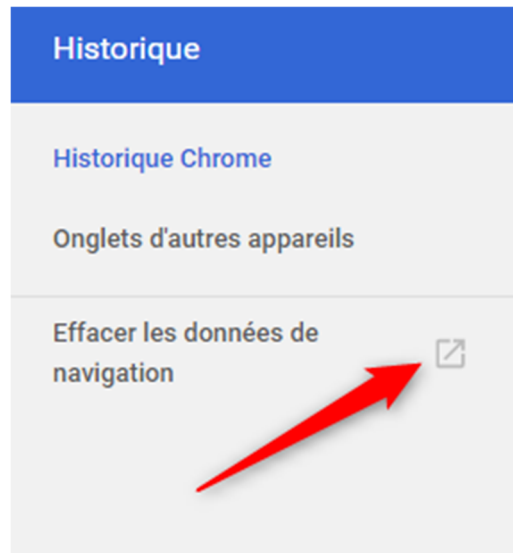 Historique
Historique Chrome
Onglets d'autres appareils
Effacer les données de
navigation